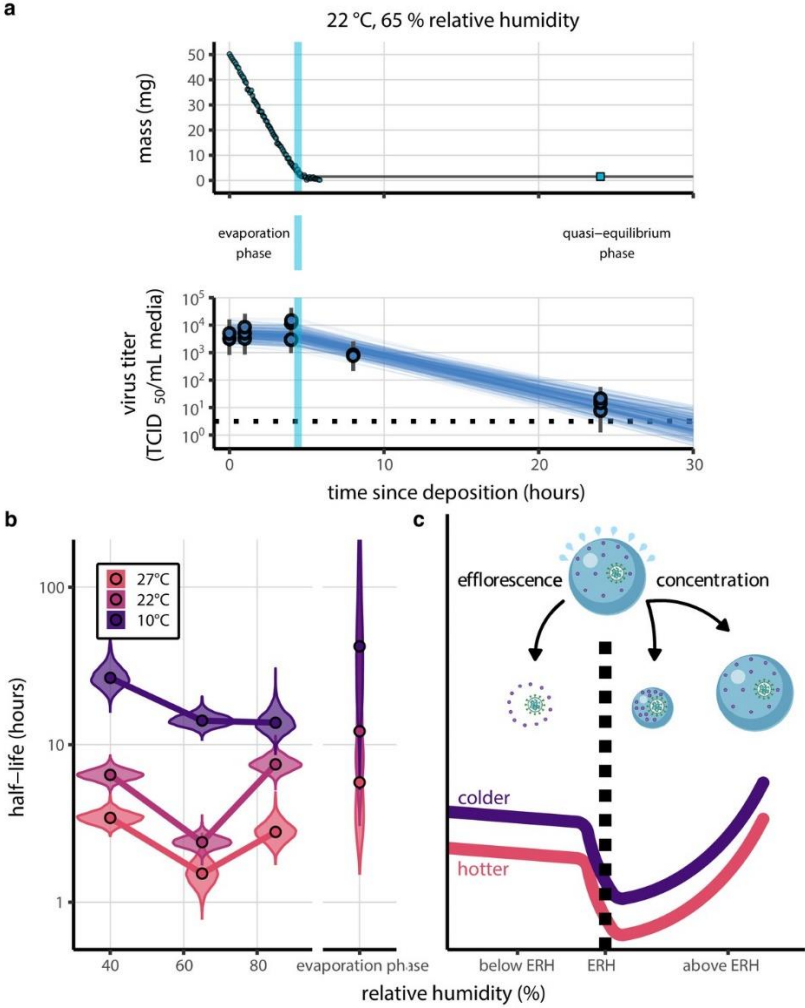 a
22 °C, 65 % relative humidity
mass (mg)
50
40
30
20
10
0
evaporation
phase
quasi−equilibrium
phase
virus titer
(TCID 50/mL media)
10^5
10^4
10^3
10^2
10^1
10^0
0
10
20
30
time since deposition (hours)
b
27°C
22°C
10°C
half−life (hours)
100
10
1
40
60
80
evaporation phase
relative humidity (%)
c
efflorescence
concentration
colder
hotter
below ERH
ERH
above ERH